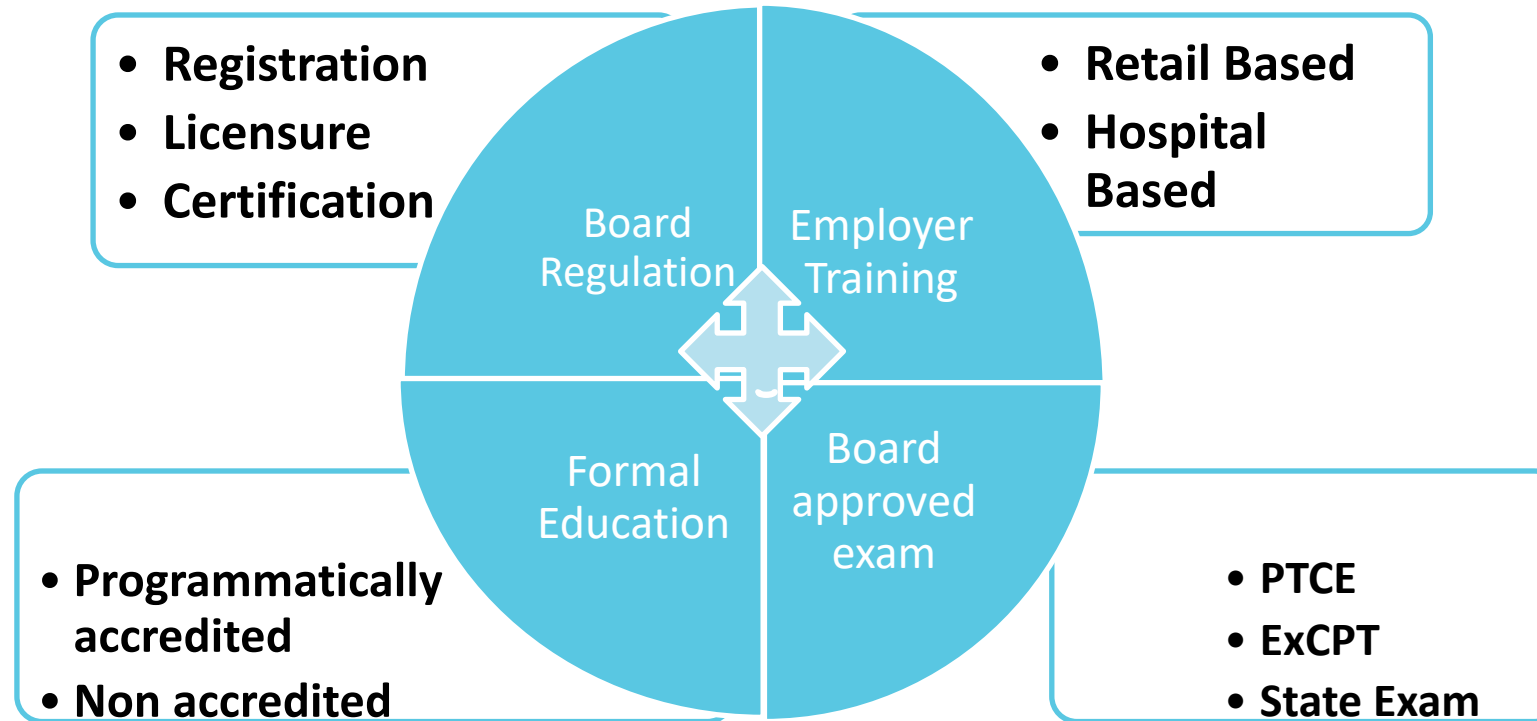 • Registration
• Licensure
• Certification
• Retail Based
• Hospital
Based
Board
Regulation
Employer
Training
Formal
Education
Board
approved
exam
• Programmatically
accredited
• Non accredited
• PTCE
• ExCPT
• State Exam